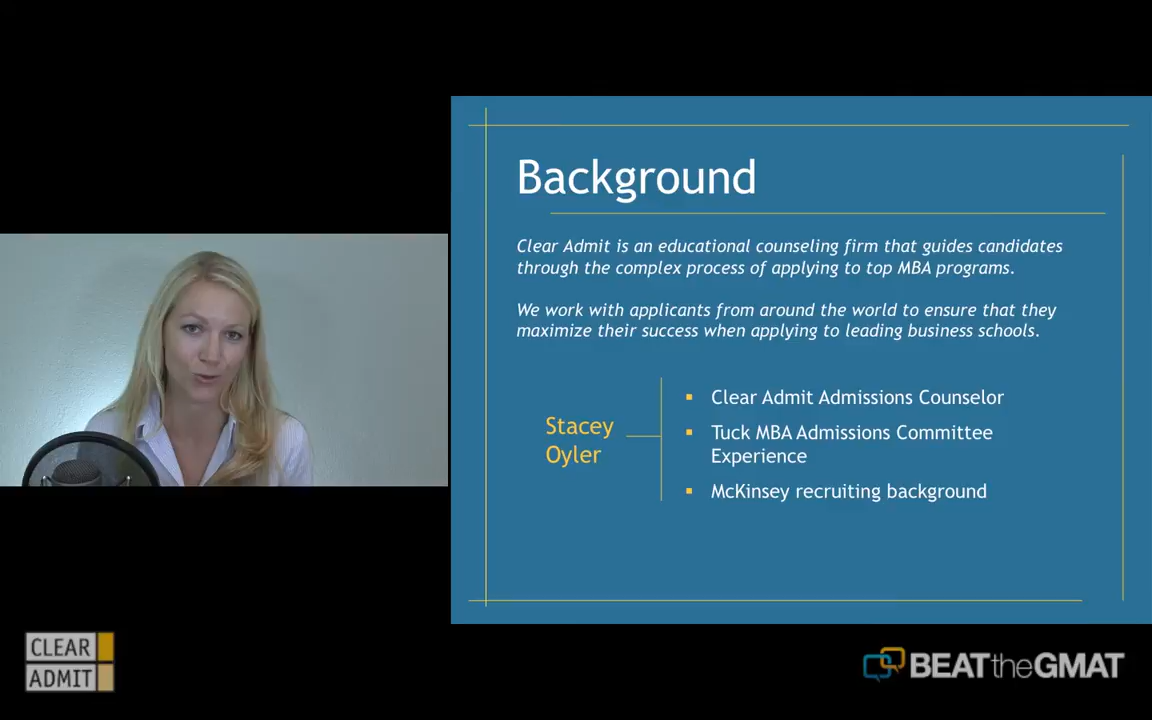 Background
Clear Admit is an educational counseling firm that guides candidates
through the complex process of applying to top MBA programs.
We work with applicants from around the world to ensure that they
maximize their success when applying to leading business schools.
Stacey
Oyler
▪ Clear Admit Admissions Counselor
▪ Tuck MBA Admissions Committee
Experience
▪ McKinsey recruiting background
CLEAR
ADMIT
BEATtheGMAT